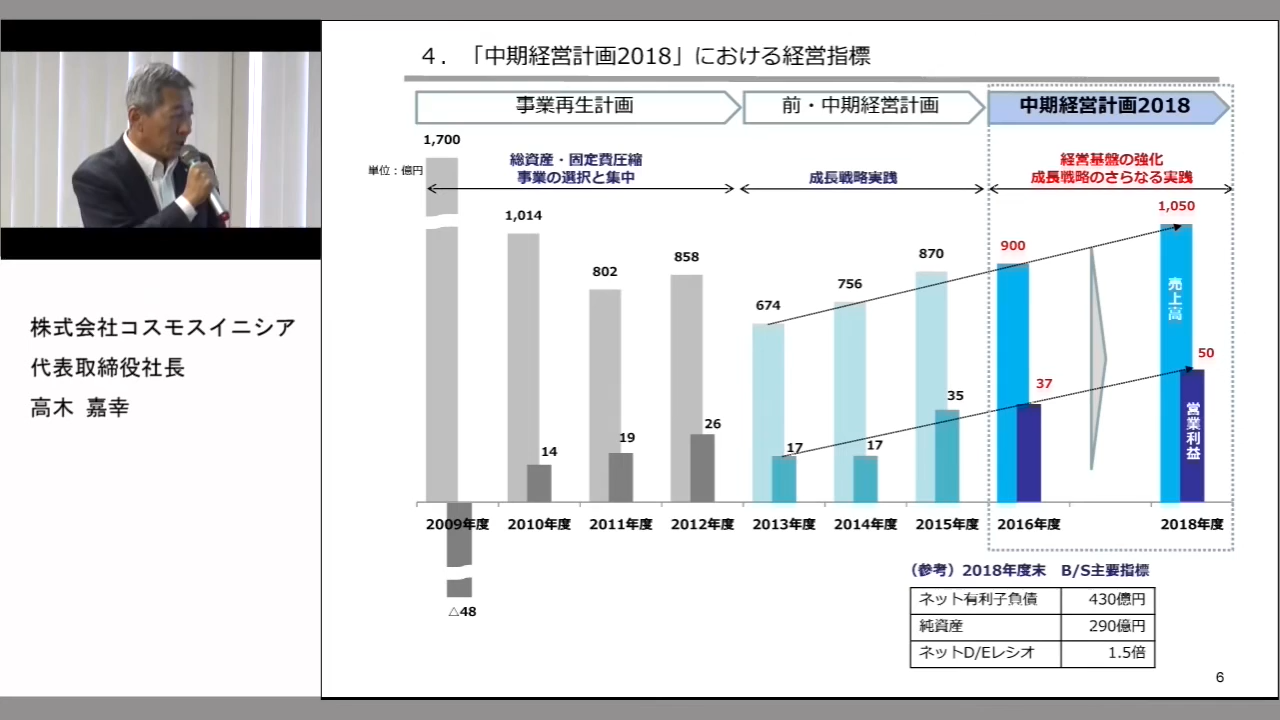 株式会社コスモスイニシア
代表取締役社長
高木 嘉幸
4. 「中期経営計画2018」における経営指標
事業再生計画
前・中期経営計画
中期経営計画2018
単位：億円
総資産・固定費圧縮
事業の選択と集中
成長戦略実践
経営基盤の強化
成長戦略のさらなる実践
1,700
1,014
802
858
674
756
870
900
1,050
△48
14
19
26
17
17
35
37
50
売上高
営業利益
2009年度
2010年度
2011年度
2012年度
2013年度
2014年度
2015年度
2016年度
2018年度
（参考）2018年度末 B/S主要指標
ネット有利子負債 430億円
純資産 290億円
ネットD/Eレシオ 1.5倍
6